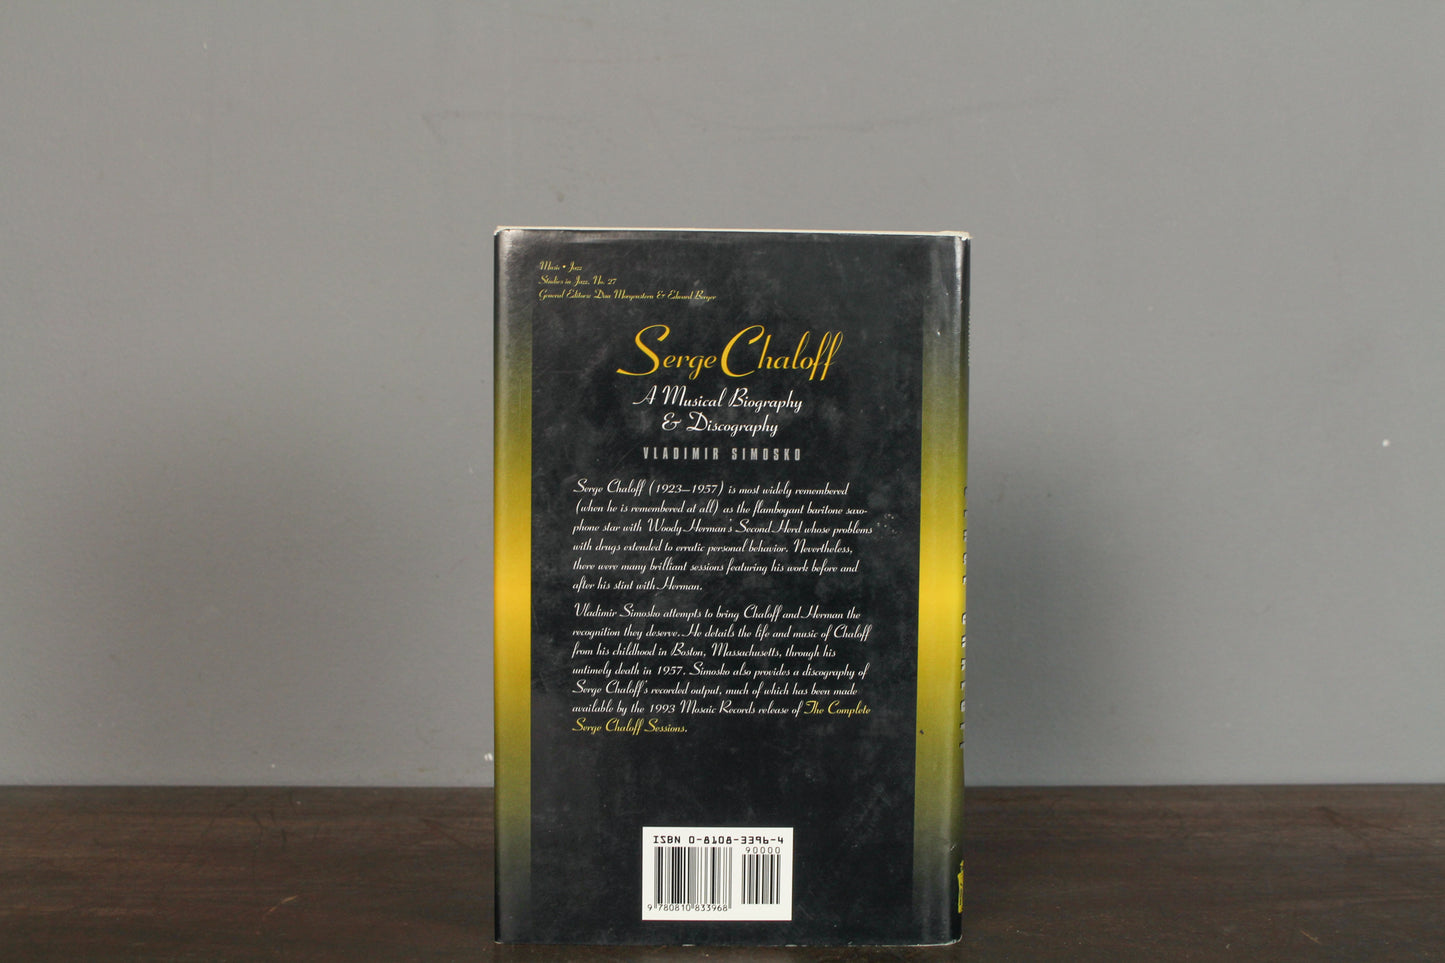 Music • Jazz
Studies in Jazz, No. 27
General Editors: Dan Morgenstern & Edward Berger
Serge Chaloff
A Musical Biography
& Discography
VLADIMIR SIMOSKO
Serge Chaloff (1923—1957) is most widely remembered
(when he is remembered at all) as the flamboyant baritone saxo-
phone star with Woody Herman's Second Herd whose problems
with drugs extended to erratic personal behavior. Nevertheless,
there were many brilliant sessions featuring his work before and
after his stint with Herman.
Vladimir Simosko attempts to bring Chaloff and Herman the
recognition they deserve. He details the life and music of Chaloff
from his childhood in Boston, Massachusetts, through his
untimely death in 1957. Simosko also provides a discography of
Serge Chaloff's recorded output, much of which has been made
available by the 1993 Mosaic Records release of The Complete
Serge Chaloff Sessions.
ISBN 0-8108-3396-4
90000
9 780810 833968